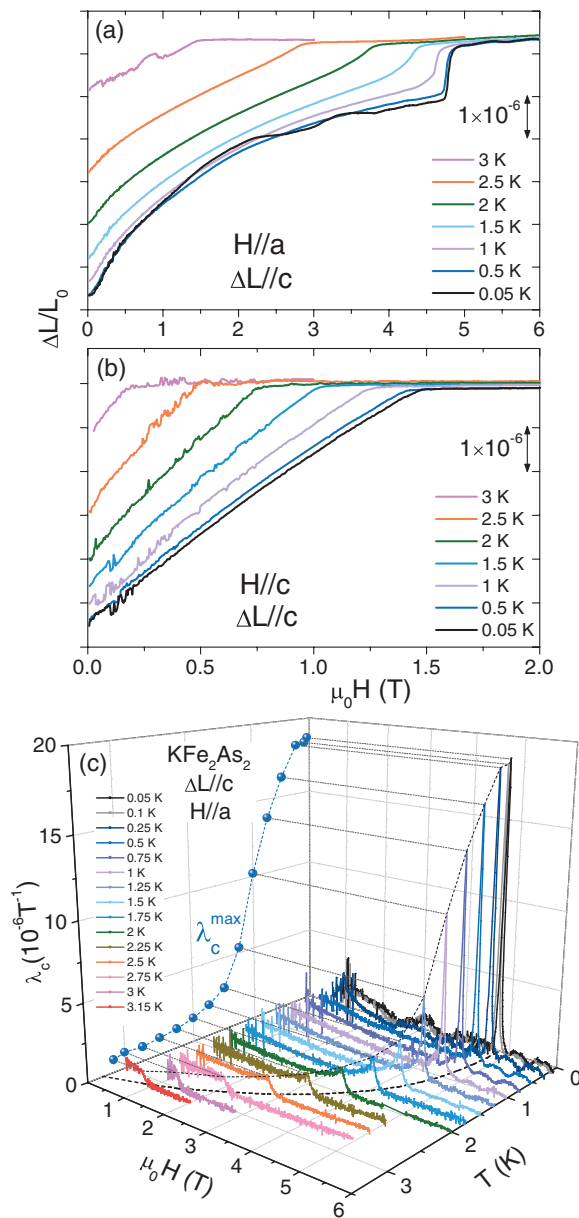 (a)
1×10⁻⁶
3 K
2.5 K
2 K
1.5 K
1 K
0.5 K
0.05 K
H//a
ΔL//c
0 1 2 3 4 5 6
ΔL/L₀
(b)
1×10⁻⁶
3 K
2.5 K
2 K
1.5 K
1 K
0.5 K
0.05 K
H//c
ΔL//c
0.0 0.5 1.0 1.5 2.0
μ₀H (T)
(c)
KFe₂As₂
ΔL//c
H//a
0.05 K
0.1 K
0.25 K
0.5 K
0.75 K
1 K
1.25 K
1.5 K
1.75 K
2 K
2.25 K
2.5 K
2.75 K
3 K
3.15 K
λc max
20
15
10
5
0
λc(10⁻⁶T⁻¹)
1 2 3 4 5 6
μ₀H (T)
3 2 1 0
T (K)